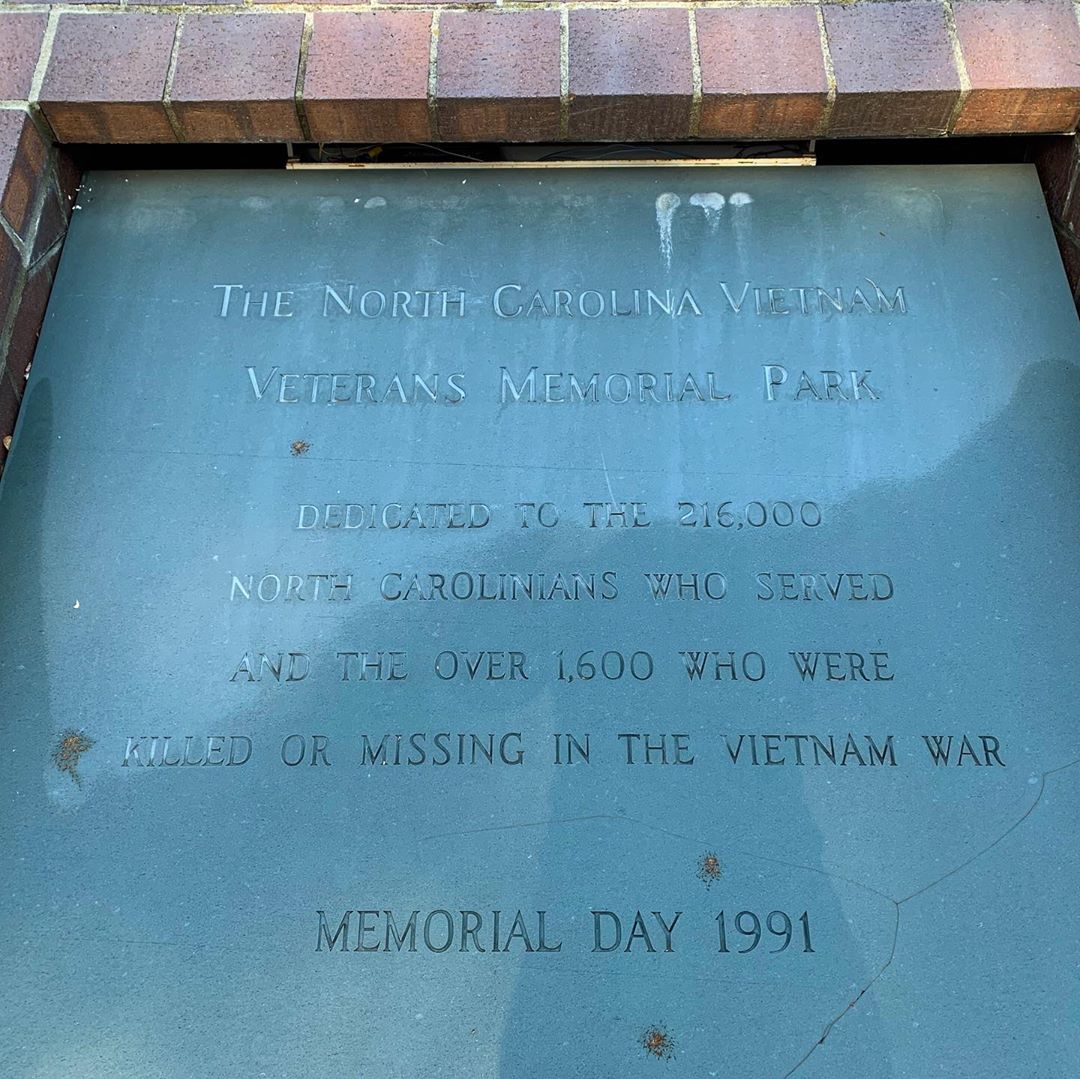 The North Carolina Vietnam
Veterans Memorial Park
DEDICATED TO THE 216,000
NORTH CAROLINIANS WHO SERVED
AND THE OVER 1,600 WHO WERE
KILLED OR MISSING IN THE VIETNAM WAR
MEMORIAL DAY 1991